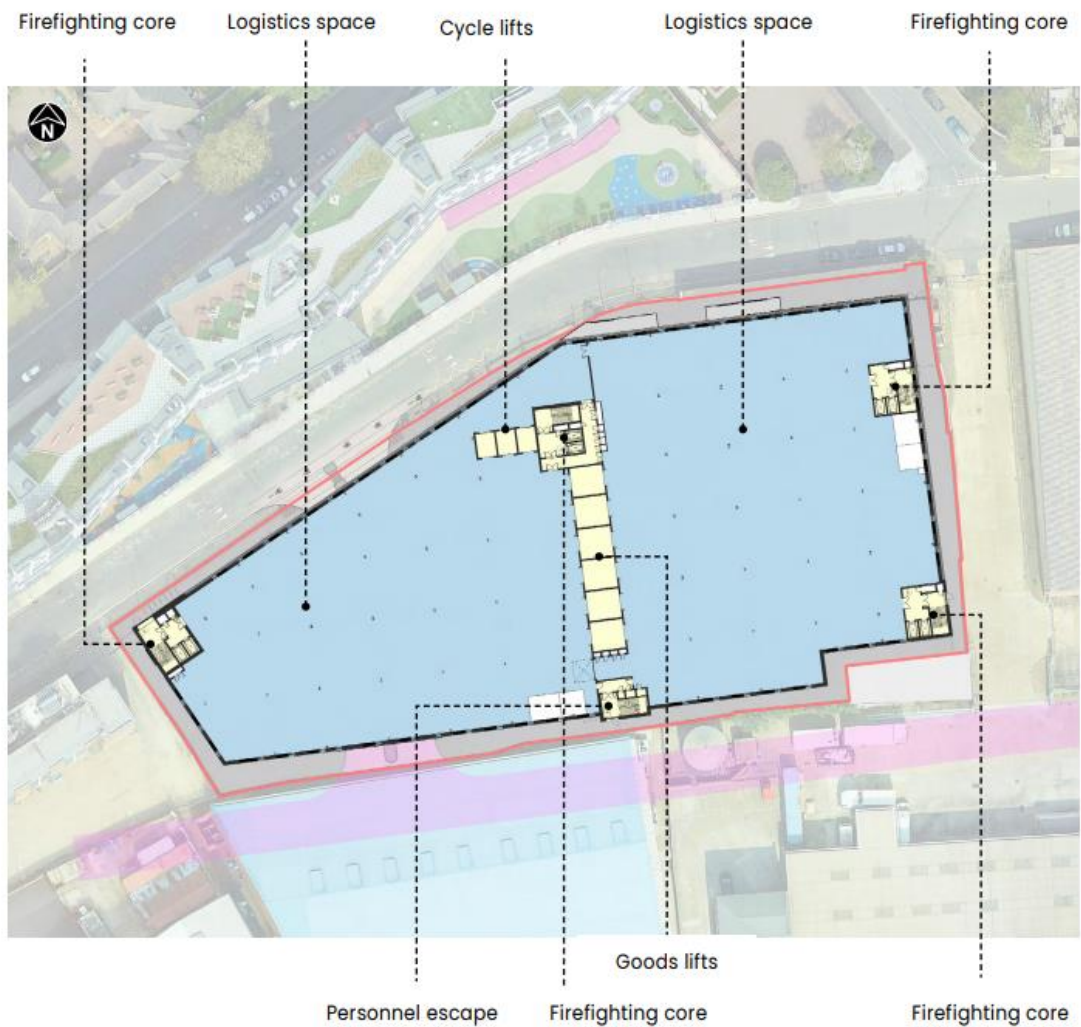 Firefighting core
Logistics space
Cycle lifts
Logistics space
Firefighting core
N
Goods lifts
Personnel escape
Firefighting core
Firefighting core